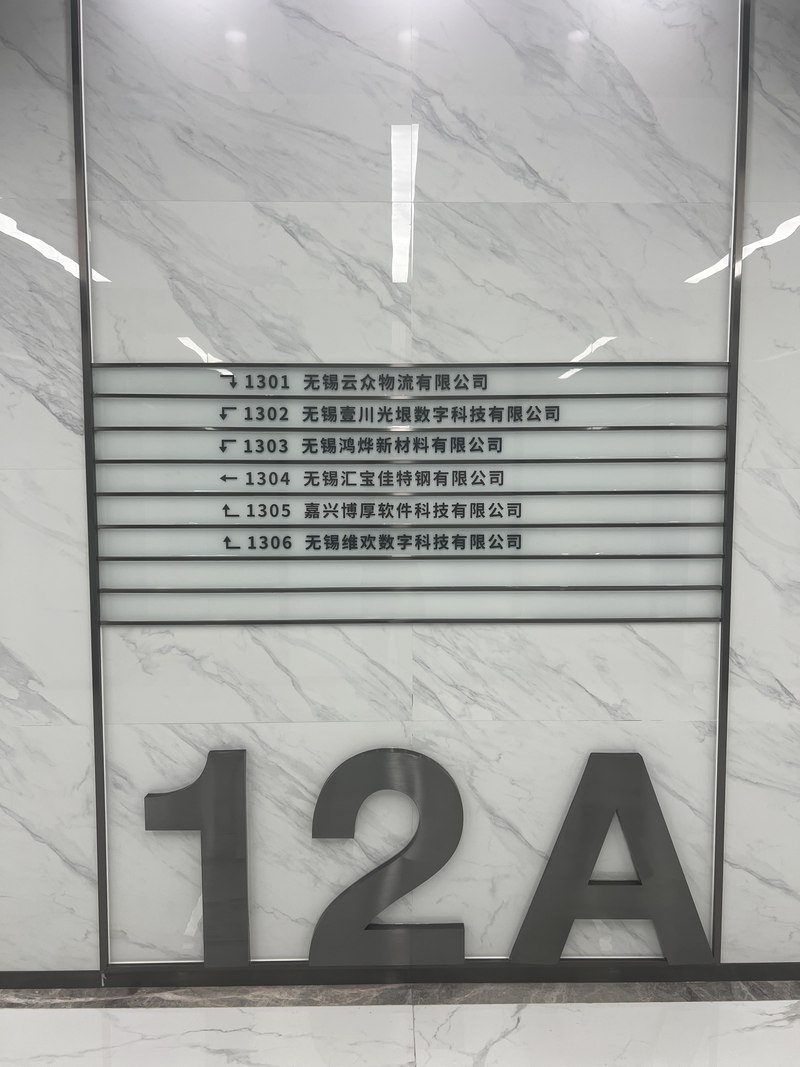 1301 无锡云众物流有限公司
1302 无锡壹川光垠数字科技有限公司
1303 无锡鸿烨新材料有限公司
1304 无锡汇宝佳特钢有限公司
1305 嘉兴博厚软件科技有限公司
1306 无锡维欢数字科技有限公司
12A